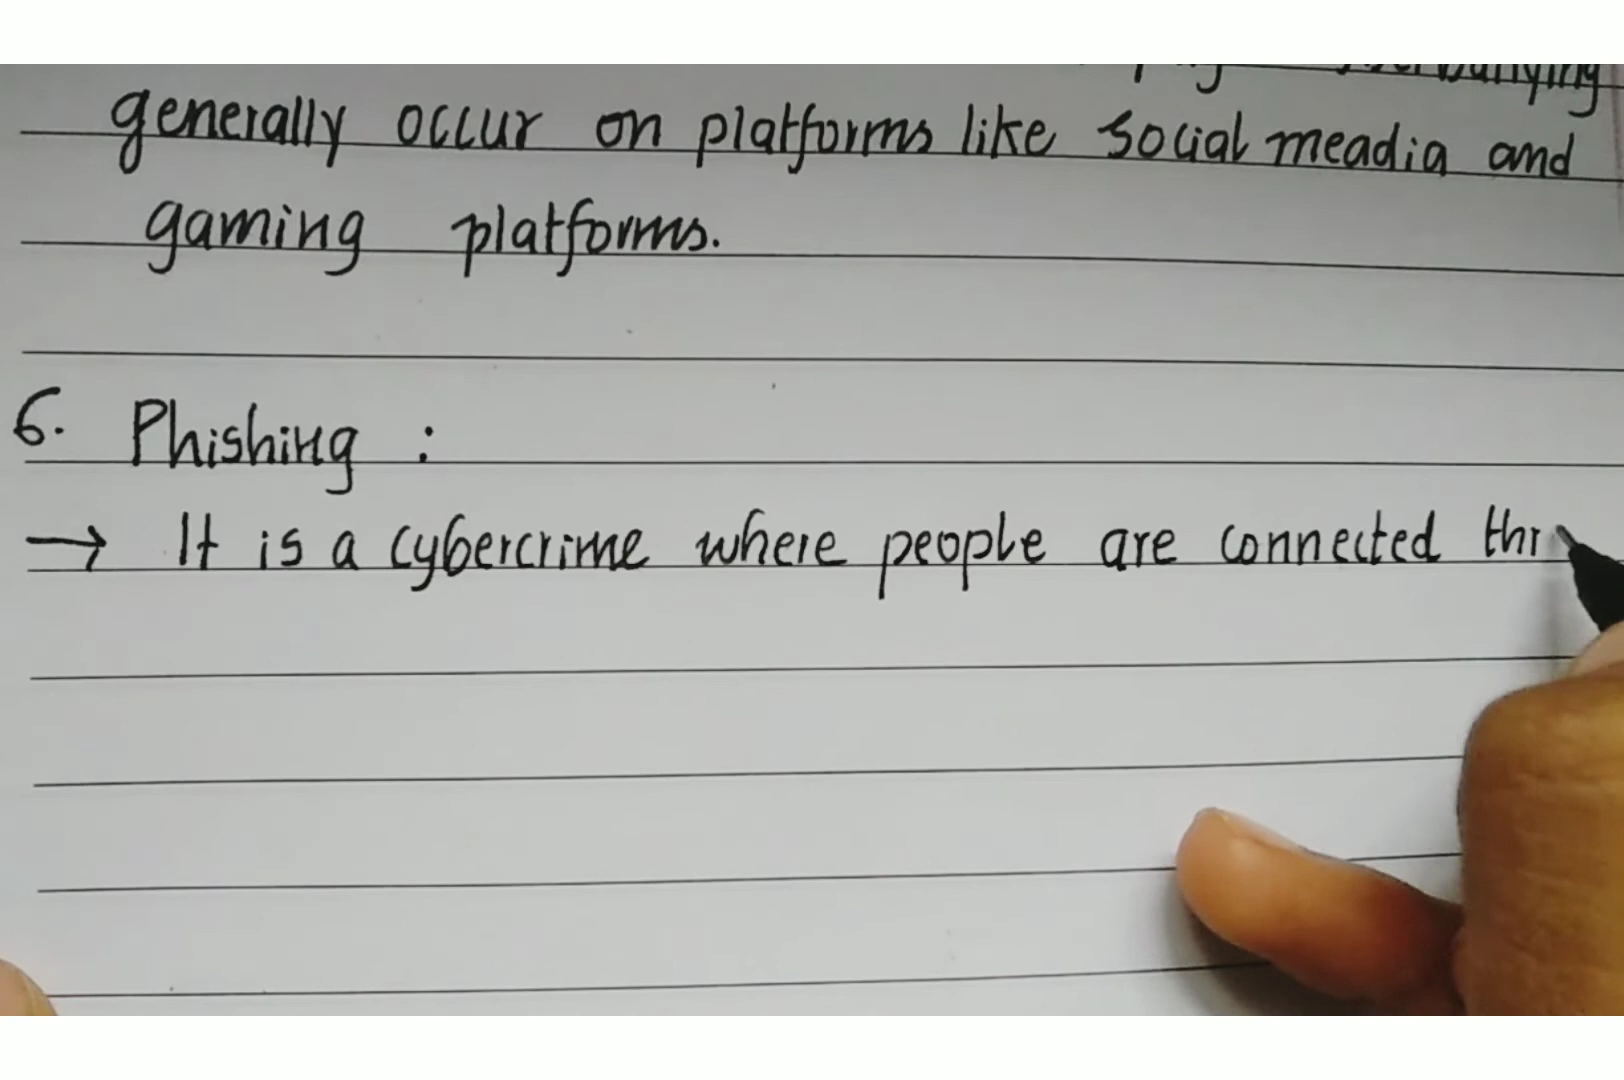 generally occur on platforms like social meadia and
gaming platforms.
6. Phishing :
→ It is a cybercrime where people are connected thr